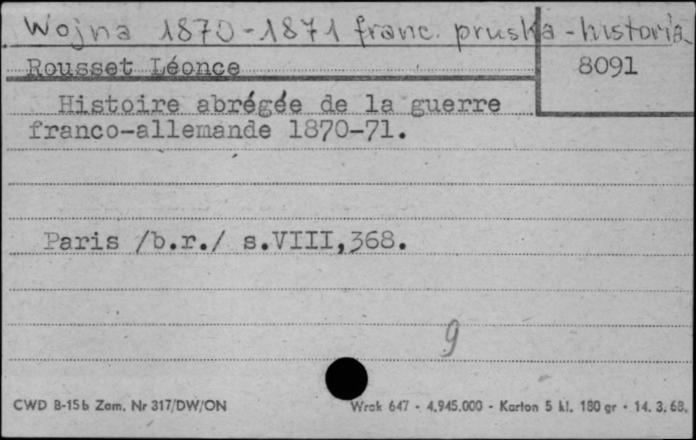 Wojna 1870-1871 franc. pruska - historia
Rousset Léonce
8091
Histoire abrégée de la guerre
franco-allemande 1870-71.
Paris /b.r./ s.VIII,368.
9
CWD B-15b Zam. Nr 317/DW/ON
Wrak 647 - 4.945.000 - Karton 5 kl. 180 gr - 14. 3. 68.